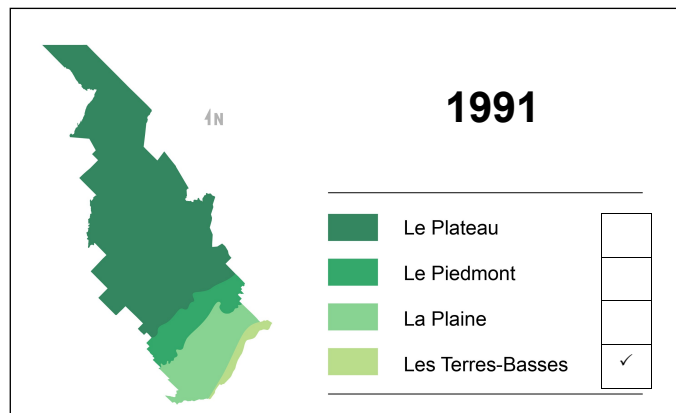 N
1991
Le Plateau
Le Piedmont
La Plaine
Les Terres-Basses ✓